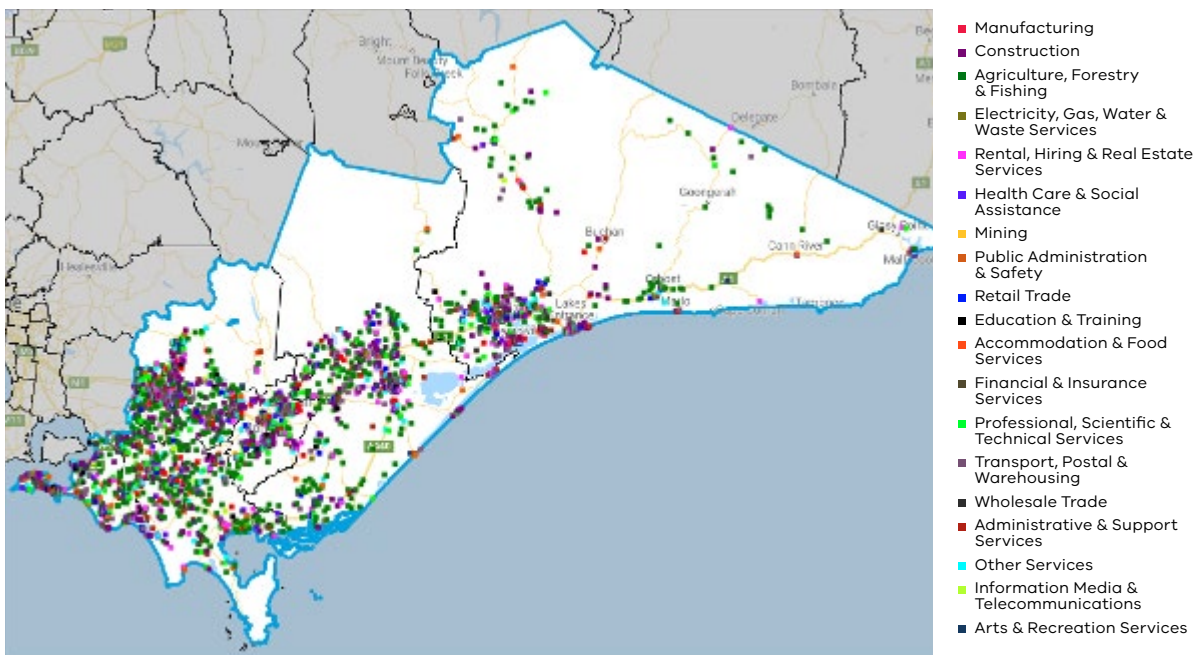 Bright
Bombala
Delegate
Goongerah
Buchan
Cann River
Orbost
Marlo
Lakes
Entrance
Healesville
Manufacturing
Construction
Agriculture, Forestry
& Fishing
Electricity, Gas, Water &
Waste Services
Rental, Hiring & Real Estate
Services
Health Care & Social
Assistance
Mining
Public Administration
& Safety
Retail Trade
Education & Training
Accommodation & Food
Services
Financial & Insurance
Services
Professional, Scientific &
Technical Services
Transport, Postal &
Warehousing
Wholesale Trade
Administrative & Support
Services
Other Services
Information Media &
Telecommunications
Arts & Recreation Services